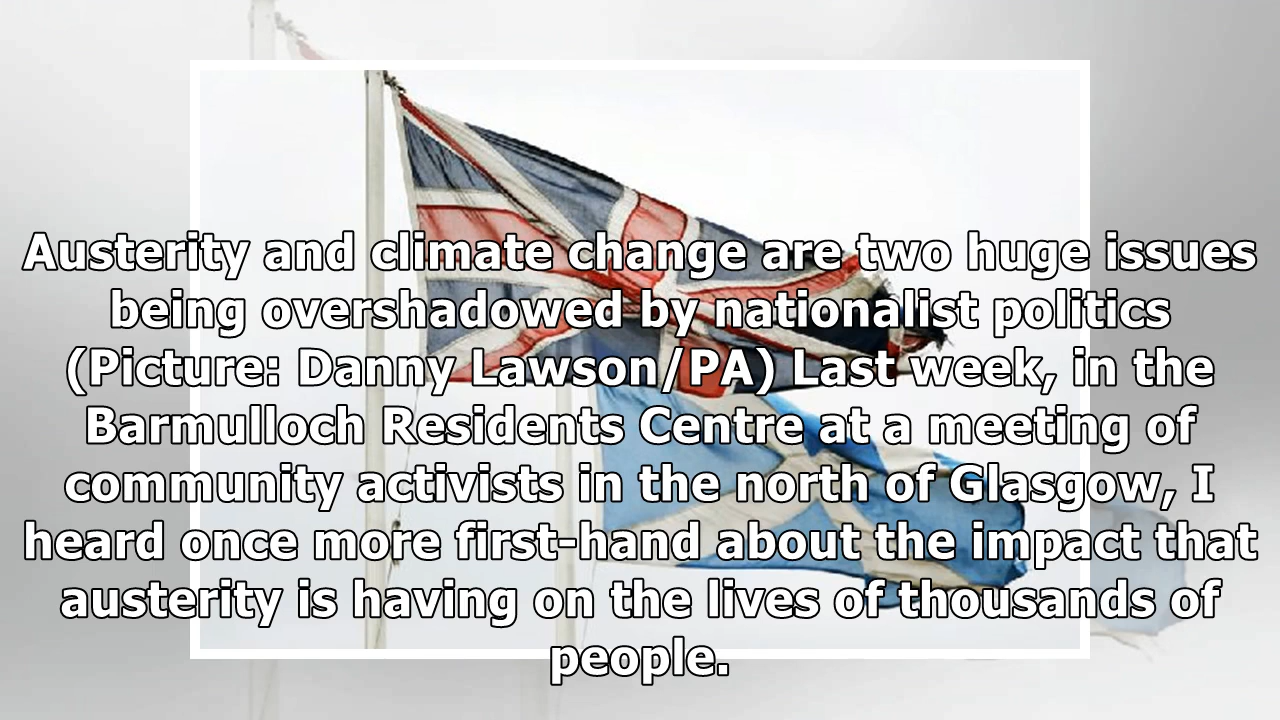 Austerity and climate change are two huge issues
being overshadowed by nationalist politics
(Picture: Danny Lawson/PA) Last week, in the
Barmulloch Residents Centre at a meeting of
community activists in the north of Glasgow, I
heard once more first-hand about the impact that
austerity is having on the lives of thousands of
people.